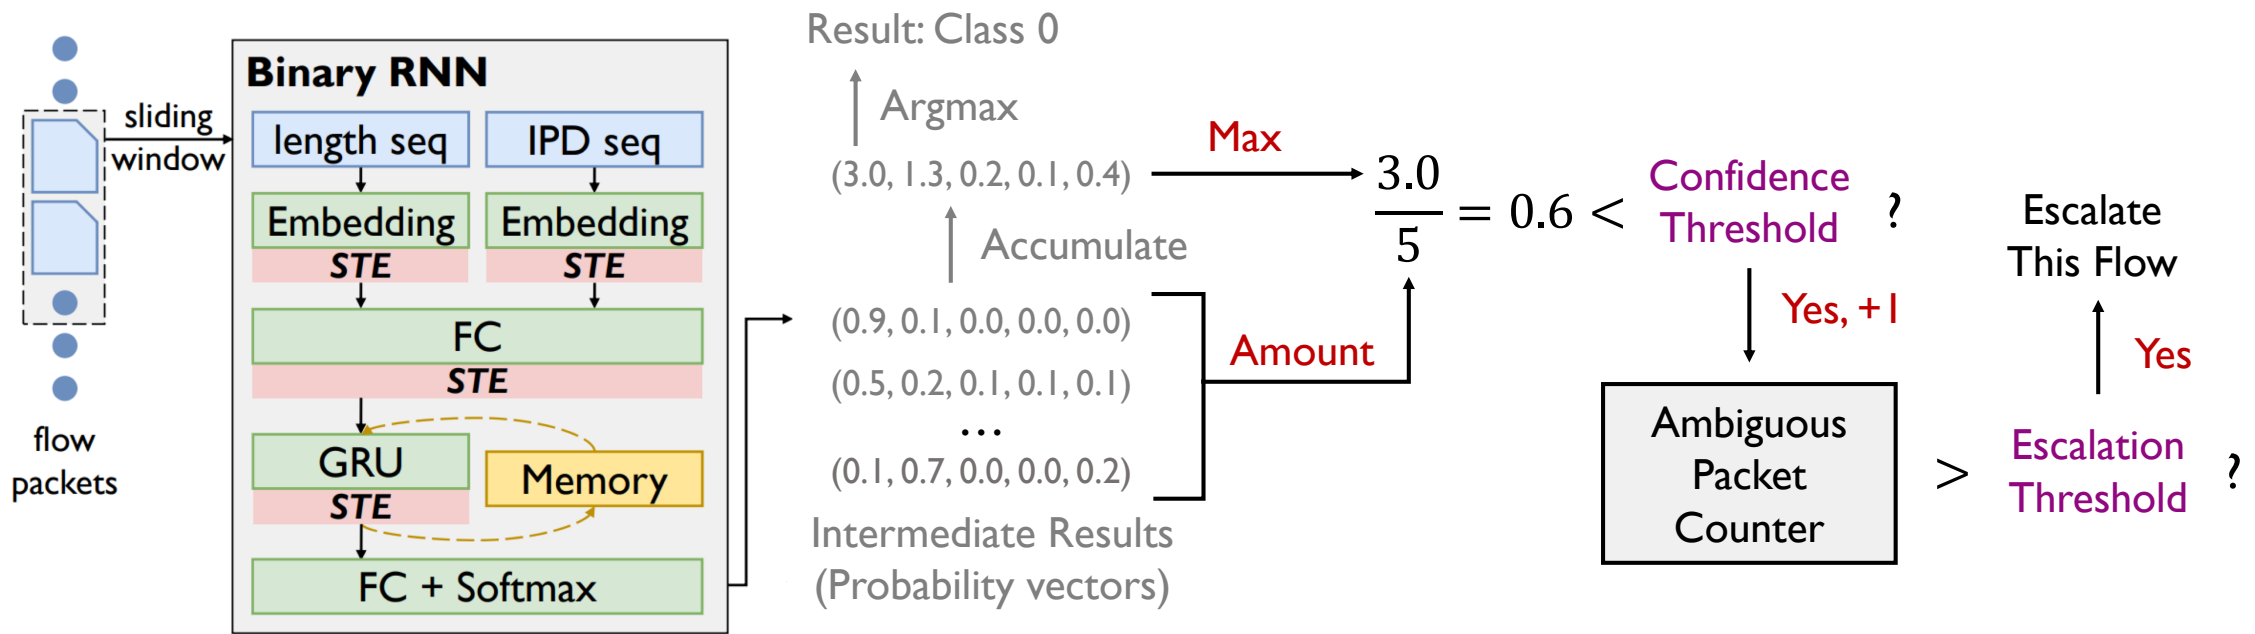 flow
packets
sliding
window
Binary RNN
length seq
IPD seq
Embedding
Embedding
STE
STE
FC
STE
GRU
Memory
STE
FC + Softmax
Result: Class 0
Argmax
(3.0, 1.3, 0.2, 0.1, 0.4)
Accumulate
(0.9, 0.1, 0.0, 0.0, 0.0)
(0.5, 0.2, 0.1, 0.1, 0.1)
...
(0.1, 0.7, 0.0, 0.0, 0.2)
Intermediate Results
(Probability vectors)
Max
Amount
3.0
5
= 0.6 <
Confidence
Threshold
?
Yes, +1
Ambiguous
Packet
Counter
>
Escalation
Threshold
?
Yes
Escalate
This Flow